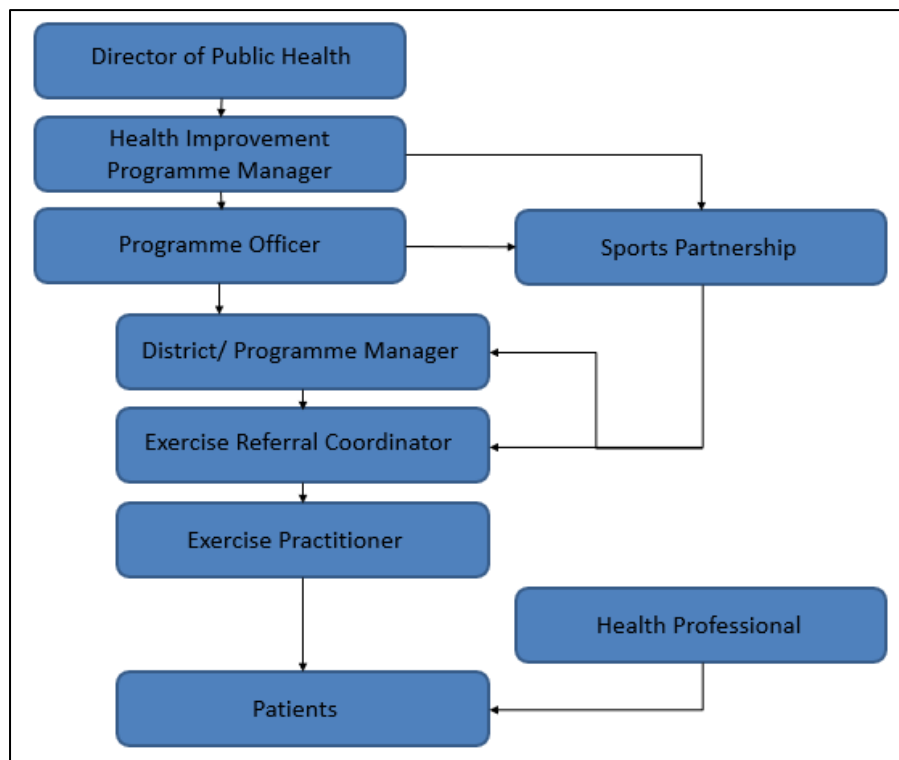 Director of Public Health
Health Improvement
Programme Manager
Programme Officer
Sports Partnership
District/ Programme Manager
Exercise Referral Coordinator
Exercise Practitioner
Health Professional
Patients